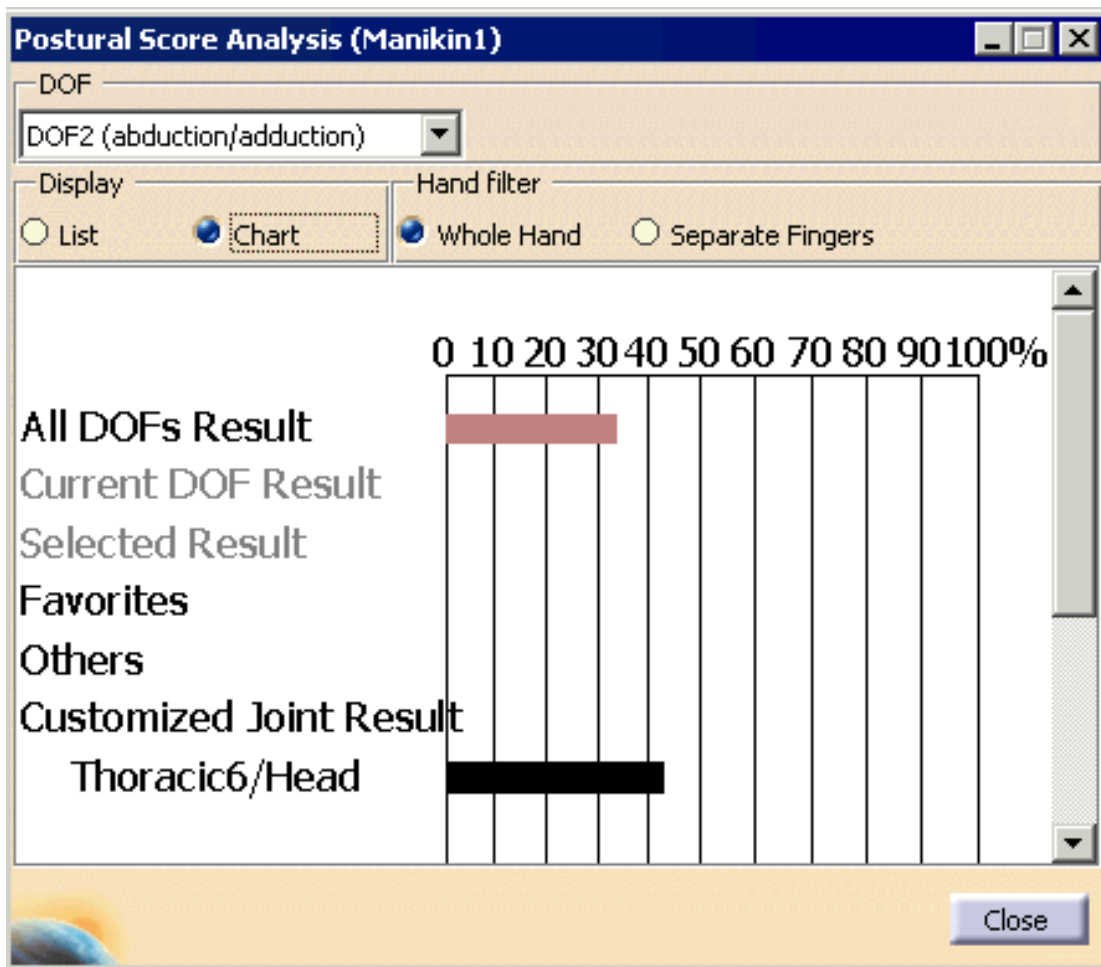 Postural Score Analysis (Manikin1)
DOF
DOF2 (abduction/adduction)
Display
Hand filter
List
Chart
Whole Hand
Separate Fingers
0 10 20 30 40 50 60 70 80 90 100%
All DOFs Result
Current DOF Result
Selected Result
Favorites
Others
Customized Joint Result
Thoracic6/Head
Close